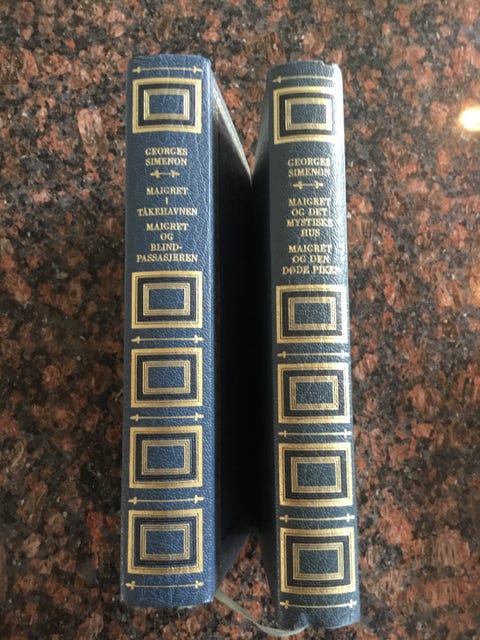 GEORGES
SIMENON
MAIGRET
I
TÅKEHAVNEN
MAIGRET
OG
BLIND-
PASSASJEREN
GEORGES
SIMENON
MAIGRET
OG DET
MYSTISKE
HUS
MAIGRET
OG DEN
DØDE PIKEN